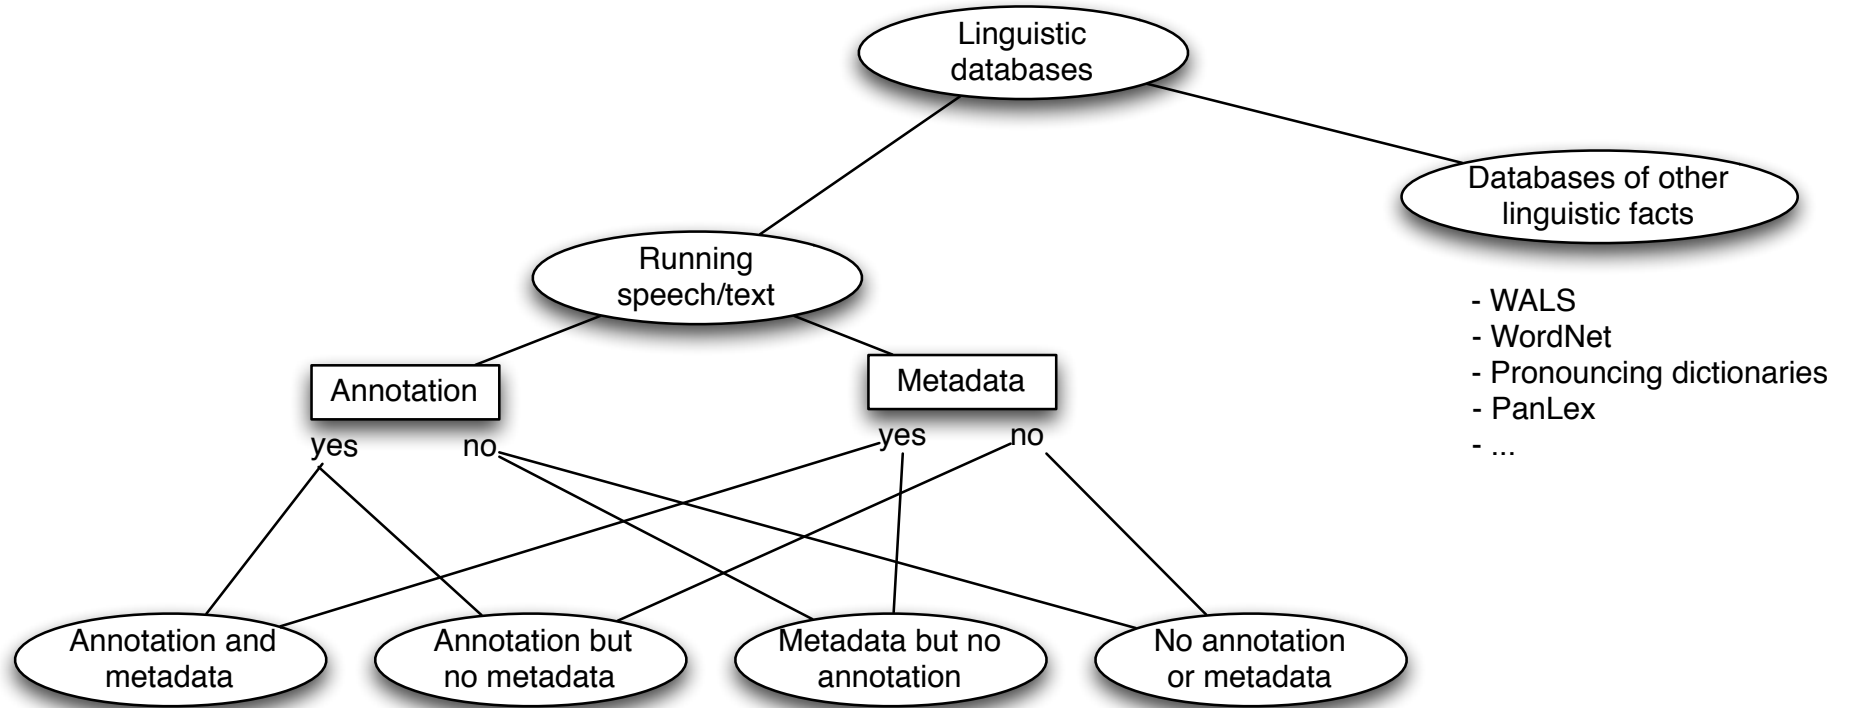 Linguistic
databases
Databases of other
linguistic facts
Running
speech/text
- WALS
- WordNet
- Pronouncing dictionaries
- PanLex
- ...
Annotation
Metadata
yes
no
yes
no
Annotation and
metadata
Annotation but
no metadata
Metadata but no
annotation
No annotation
or metadata